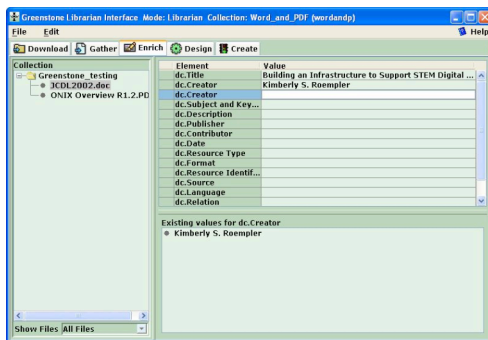 Greenstone Librarian Interface  Mode: Librarian  Collection: Word_and_PDF (wordandp)
File Edit Help
Download Gather Enrich Design Create
Collection
Greenstone_testing
JCDL2002.doc
ONIX Overview R1.2.PD
Show Files All Files
Element Value
dc.Title Building an Infrastructure to Support STEM Digital ...
dc.Creator Kimberly S. Roempler
dc.Creator
dc.Subject and Key...
dc.Description
dc.Publisher
dc.Contributor
dc.Date
dc.Resource Type
dc.Format
dc.Resource Identif...
dc.Source
dc.Language
dc.Relation
Existing values for dc.Creator
Kimberly S. Roempler